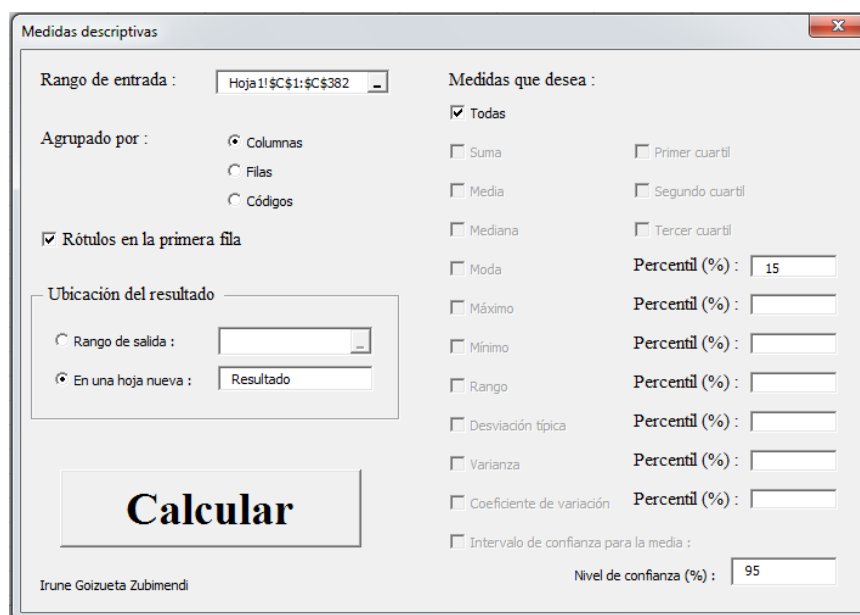 Medidas descriptivas
Rango de entrada :
Hoja1!$C$1:$C$382
_
Agrupado por :
Columnas
Filas
Códigos
Rótulos en la primera fila
Ubicación del resultado
Rango de salida :
_
En una hoja nueva :
Resultado
Calcular
Irune Goizueta Zubimendi
Medidas que desea :
Todas
Suma
Primer cuartil
Media
Segundo cuartil
Mediana
Tercer cuartil
Moda
Percentil (%) :
15
Máximo
Percentil (%) :
Mínimo
Percentil (%) :
Rango
Percentil (%) :
Desviación típica
Percentil (%) :
Varianza
Percentil (%) :
Coeficiente de variación
Percentil (%) :
Intervalo de confianza para la media :
Nivel de confianza (%) :
95